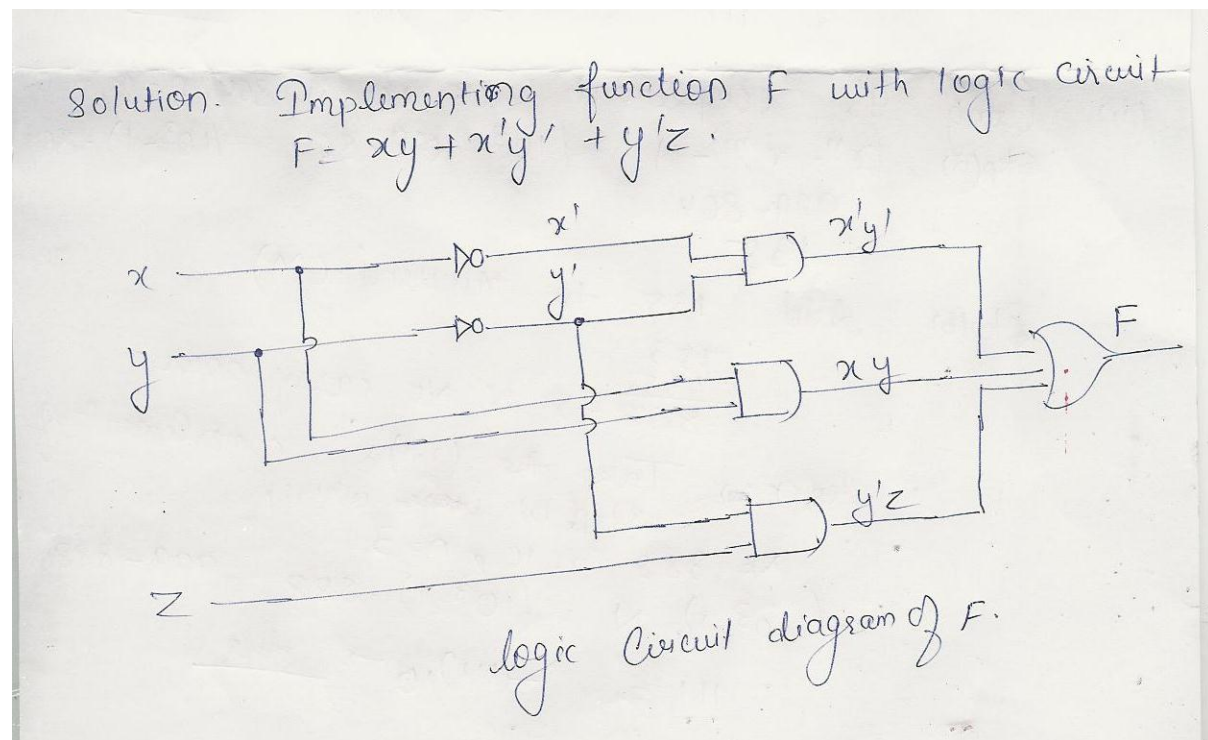 Solution. Implementing function F with logic circuit
F= xy + x'y' + y'z.
x'
x'y'
x
y'
F
y
xy
y'z
z
logic Circuit diagram of F.